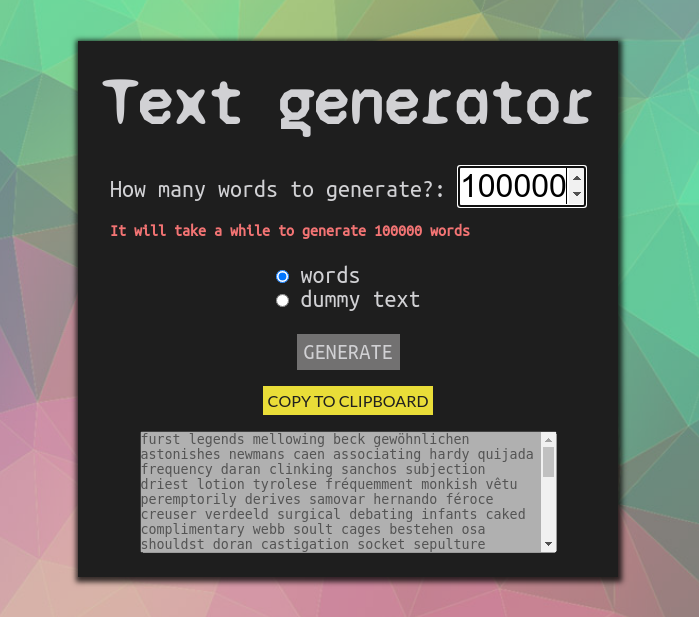 Text generator
How many words to generate?: 100000
It will take a while to generate 100000 words
words
dummy text
GENERATE
COPY TO CLIPBOARD
furst legends mellowing beck gewöhnlichen
astonishes newmans caen associating hardy quijada
frequency daran clinking sanchos subjection
driest lotion tyrolese fréquemment monkish vêtu
peremptorily derives samovar hernando féroce
creuser verdeeld surgical debating infants caked
complimentary webb soult cages bestehen osa
shouldst doran castigation socket sepulture